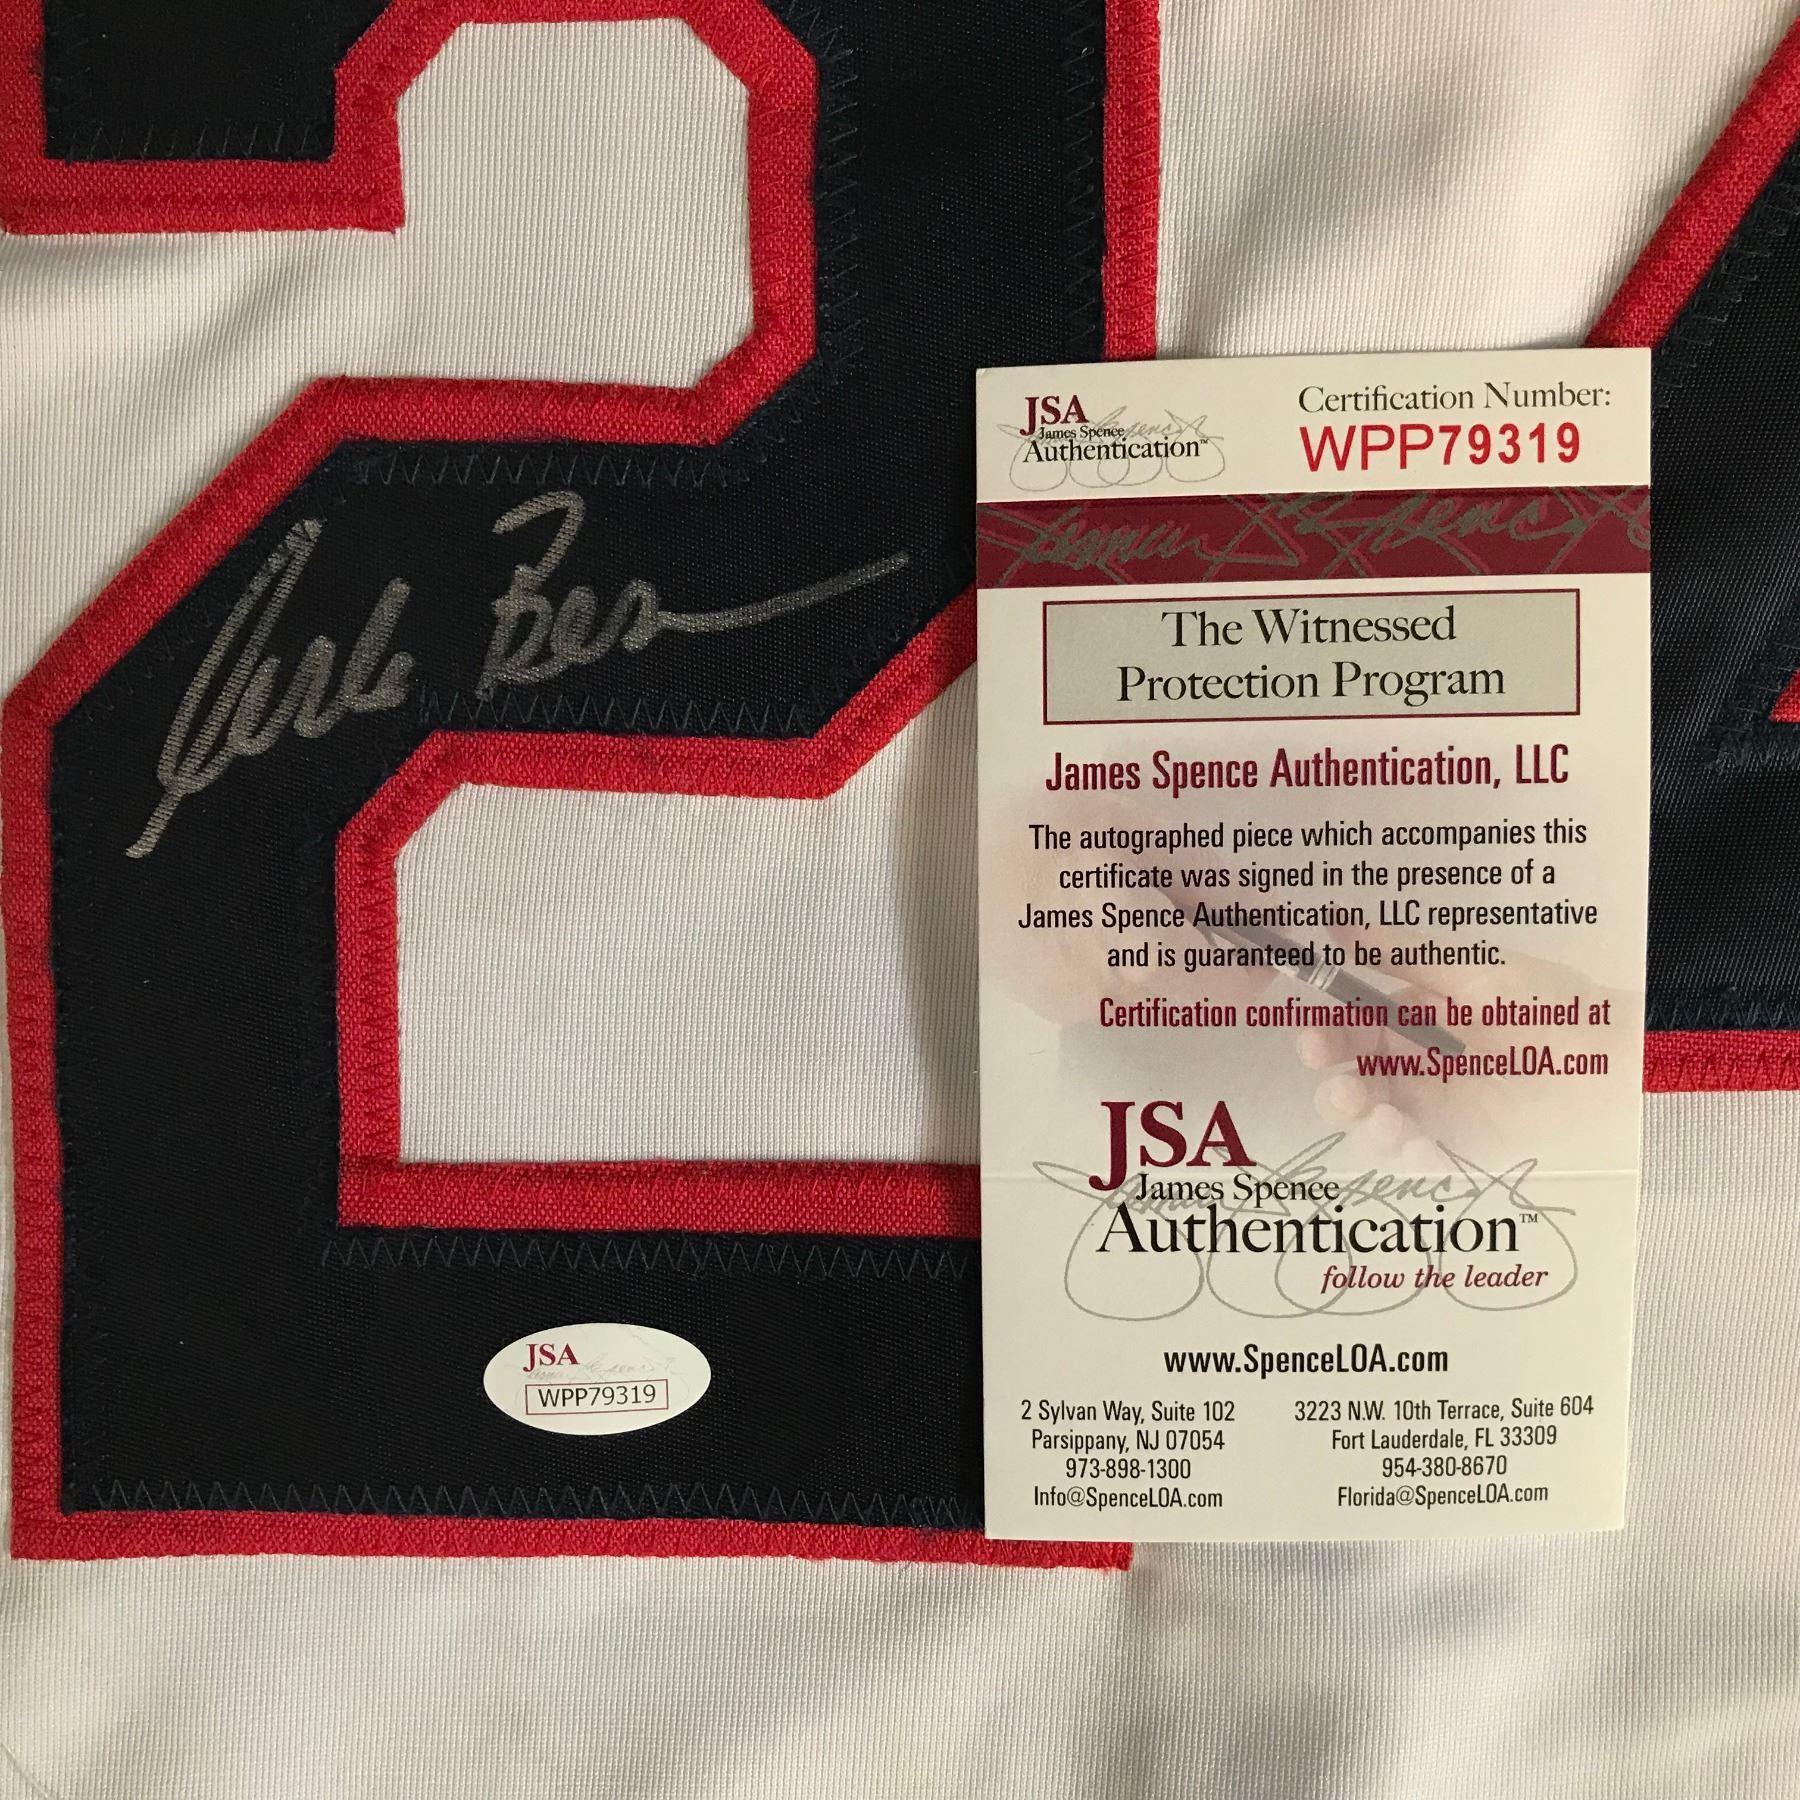 2
JSA
James Spence
Authentication™
Certification Number:
WPP79319
The Witnessed
Protection Program
James Spence Authentication, LLC
The autographed piece which accompanies this
certificate was signed in the presence of a
James Spence Authentication, LLC representative
and is guaranteed to be authentic.
Certification confirmation can be obtained at
www.SpenceLOA.com
JSA
James Spence
Authentication™
follow the leader
www.SpenceLOA.com
2 Sylvan Way, Suite 102
Parsippany, NJ 07054
973-898-1300
Info@SpenceLOA.com
3223 N.W. 10th Terrace, Suite 604
Fort Lauderdale, FL 33309
954-380-8670
Florida@SpenceLOA.com
JSA
WPP79319